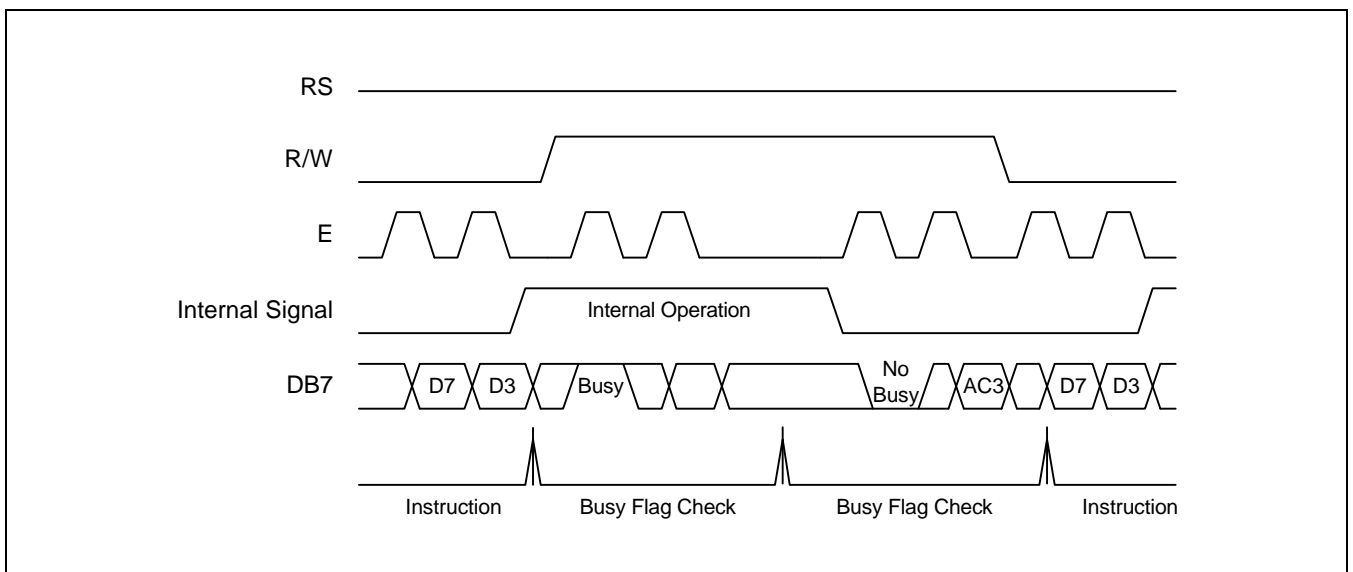 RS
R/W
E
Internal Signal
Internal Operation
DB7
D7
D3
Busy
No
Busy
AC3
D7
D3
Instruction
Busy Flag Check
Busy Flag Check
Instruction